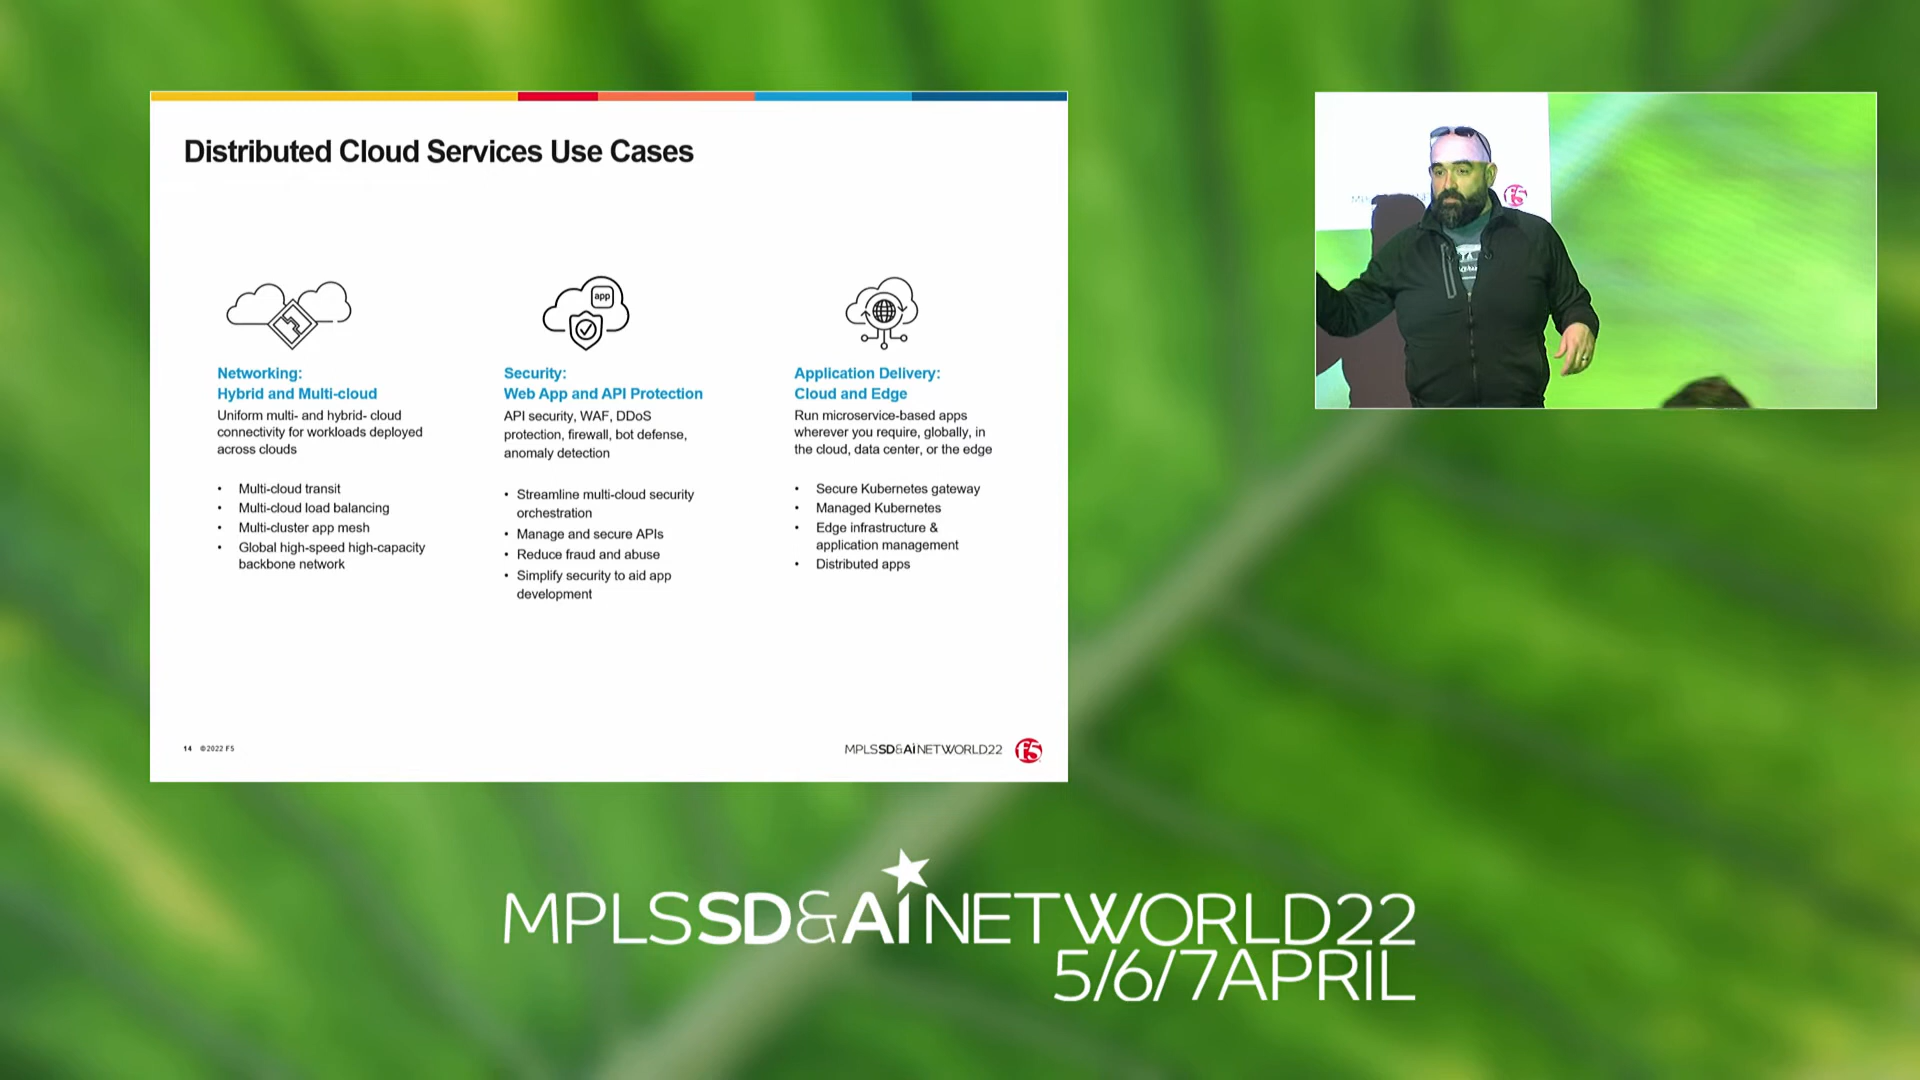 Distributed Cloud Services Use Cases
app
Networking:
Hybrid and Multi-cloud
Uniform multi- and hybrid- cloud
connectivity for workloads deployed
across clouds
• Multi-cloud transit
• Multi-cloud load balancing
• Multi-cluster app mesh
• Global high-speed high-capacity
backbone network
Security:
Web App and API Protection
API security, WAF, DDoS
protection, firewall, bot defense,
anomaly detection
• Streamline multi-cloud security
orchestration
• Manage and secure APIs
• Reduce fraud and abuse
• Simplify security to aid app
development
Application Delivery:
Cloud and Edge
Run microservice-based apps
wherever you require, globally, in
the cloud, data center, or the edge
• Secure Kubernetes gateway
• Managed Kubernetes
• Edge infrastructure &
application management
• Distributed apps
14 ©2022 F5
MPLSSD&AiNETWORLD22
f5
f5
MPLSSD&AiNETWORLD22
5/6/7APRIL